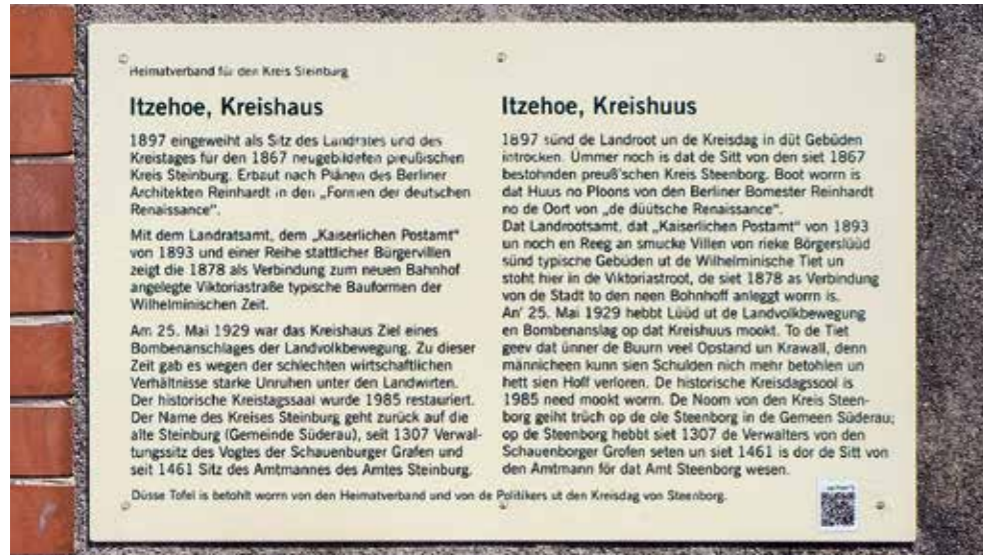 Heimatverband für den Kreis Steinburg
Itzehoe, Kreishaus
1897 eingeweiht als Sitz des Landrates und des
Kreistages für den 1867 neugebildeten preußischen
Kreis Steinburg. Erbaut nach Plänen des Berliner
Architekten Reinhardt in den „Formen der deutschen
Renaissance“.
Mit dem Landratsamt, dem „Kaiserlichen Postamt“
von 1893 und einer Reihe stattlicher Bürgervillen
zeigt die 1878 als Verbindung zum neuen Bahnhof
angelegte Viktoriastraße typische Bauformen der
Wilhelminischen Zeit.
Am 25. Mai 1929 war das Kreishaus Ziel eines
Bombenanschlages der Landvolkbewegung. Zu dieser
Zeit gab es wegen der schlechten wirtschaftlichen
Verhältnisse starke Unruhen unter den Landwirten.
Der historische Kreistagssaal wurde 1985 restauriert.
Der Name des Kreises Steinburg geht zurück auf die
alte Steinburg (Gemeinde Süderau), seit 1307 Verwal-
tungssitz des Vogtes der Schauenburger Grafen und
seit 1461 Sitz des Amtmannes des Amtes Steinburg.
Itzehoe, Kreishuus
1897 sünd de Landroot un de Kreisdag in düt Gebüden
introcken. Ümmer noch is dat de Sitt von den siet 1867
bestohnden preuß'schen Kreis Steenborg. Boot worrn is
dat Huus no Ploons von den Berliner Bomester Reinhardt
no de Oort von „de düütsche Renaissance“.
Dat Landrootsamt, dat „Kaiserlichen Postamt“ von 1893
un noch en Reeg an smucke Villen von rieke Börgerslüüd
sünd typische Gebüden ut de Wilhelminische Tiet un
stoht hier in de Viktoriastroot, de siet 1878 as Verbindung
von de Stadt to den neen Bohnhoff anleggt worrn is.
An' 25. Mai 1929 hebbt Lüüd ut de Landvolkbewegung
en Bombenanslag op dat Kreishuus mookt. To de Tiet
geev dat ünner de Buurn veel Opstand un Krawall, denn
männicheen kunn sien Schulden nich mehr betohlen un
hett sien Hoff verloren. De historische Kreisdagssool is
1985 need mookt worrn. De Noom von den Kreis Steen-
borg geiht trüch op de ole Steenborg in de Gemeen Süderau;
op de Steenborg hebbt siet 1307 de Verwalters von den
Schauenborger Grofen seten un siet 1461 is dor de Sitt von
den Amtmann för dat Amt Steenborg wesen.
Düsse Tofel is betohlt worrn von den Heimatverband und von de Politikers ut den Kreisdag von Steenborg.